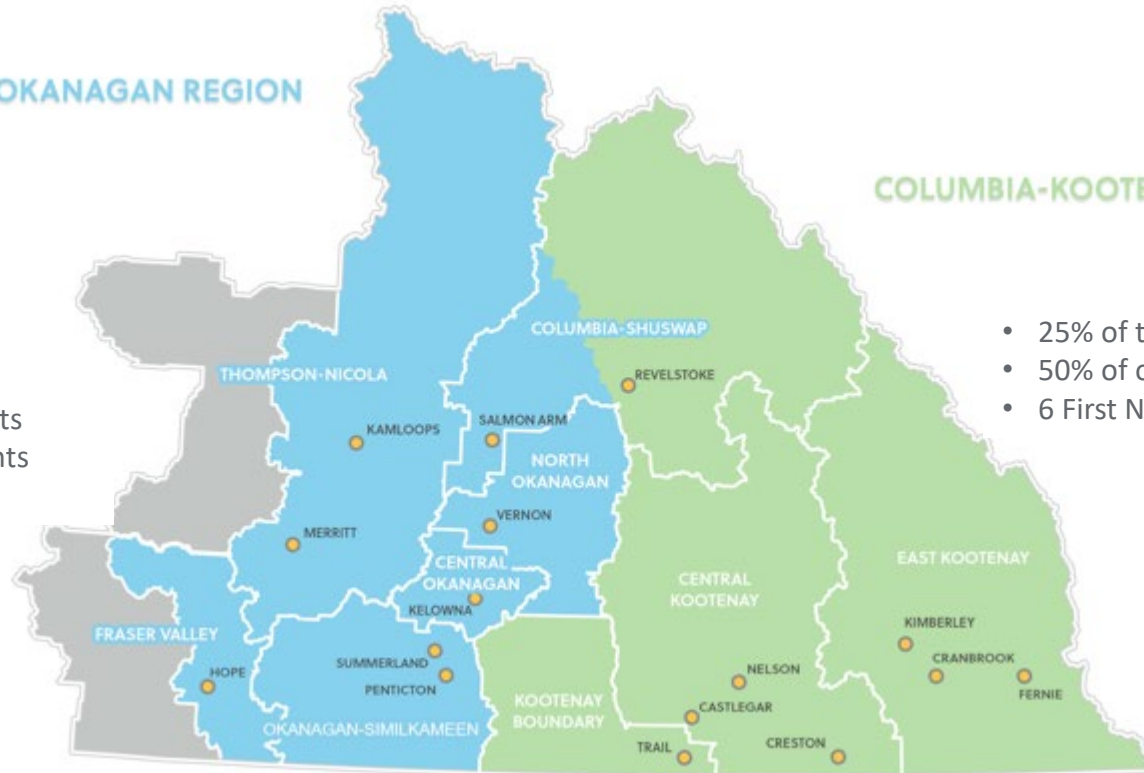 OKANAGAN REGION
COLUMBIA-KOOTE
COLUMBIA-SHUSWAP
• 25% of t
THOMPSON-NICOLA
REVELSTOKE
• 50% of
• 6 First N
ts
nts
KAMLOOPS
SALMON ARM
NORTH
OKANAGAN
VERNON
MERRITT
CENTRAL
OKANAGAN
KELOWNA
EAST KOOTENAY
CENTRAL
KOOTENAY
FRASER VALLEY
HOPE
SUMMERLAND
PENTICTON
OKANAGAN-SIMILKAMEEN
KOOTENAY
BOUNDARY
NELSON
CASTLEGAR
TRAIL
CRESTON
KIMBERLEY
CRANBROOK
FERNIE